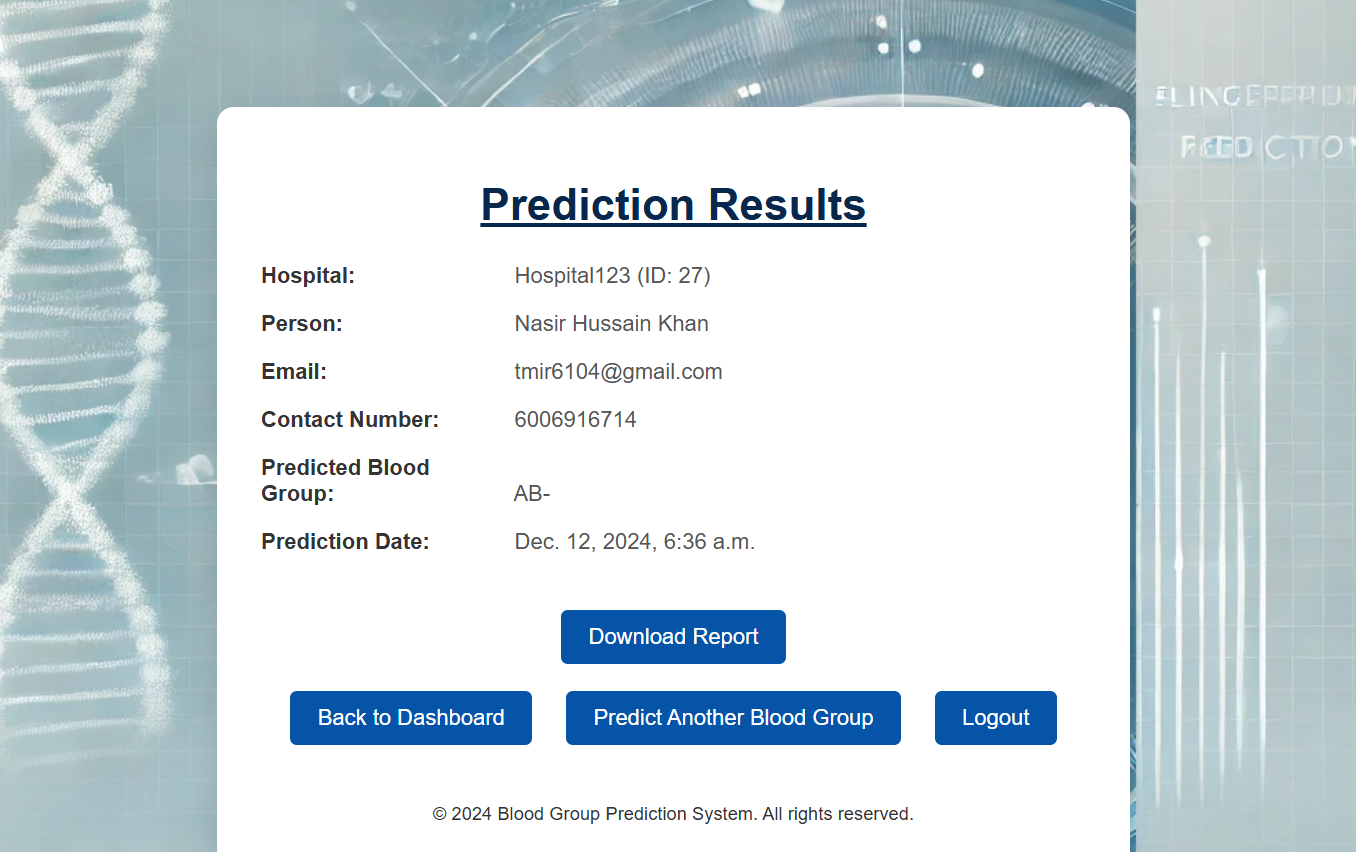 Prediction Results
Hospital: Hospital123 (ID: 27)
Person: Nasir Hussain Khan
Email: tmir6104@gmail.com
Contact Number: 6006916714
Predicted Blood
Group: AB-
Prediction Date: Dec. 12, 2024, 6:36 a.m.
Download Report
Back to Dashboard Predict Another Blood Group Logout
© 2024 Blood Group Prediction System. All rights reserved.